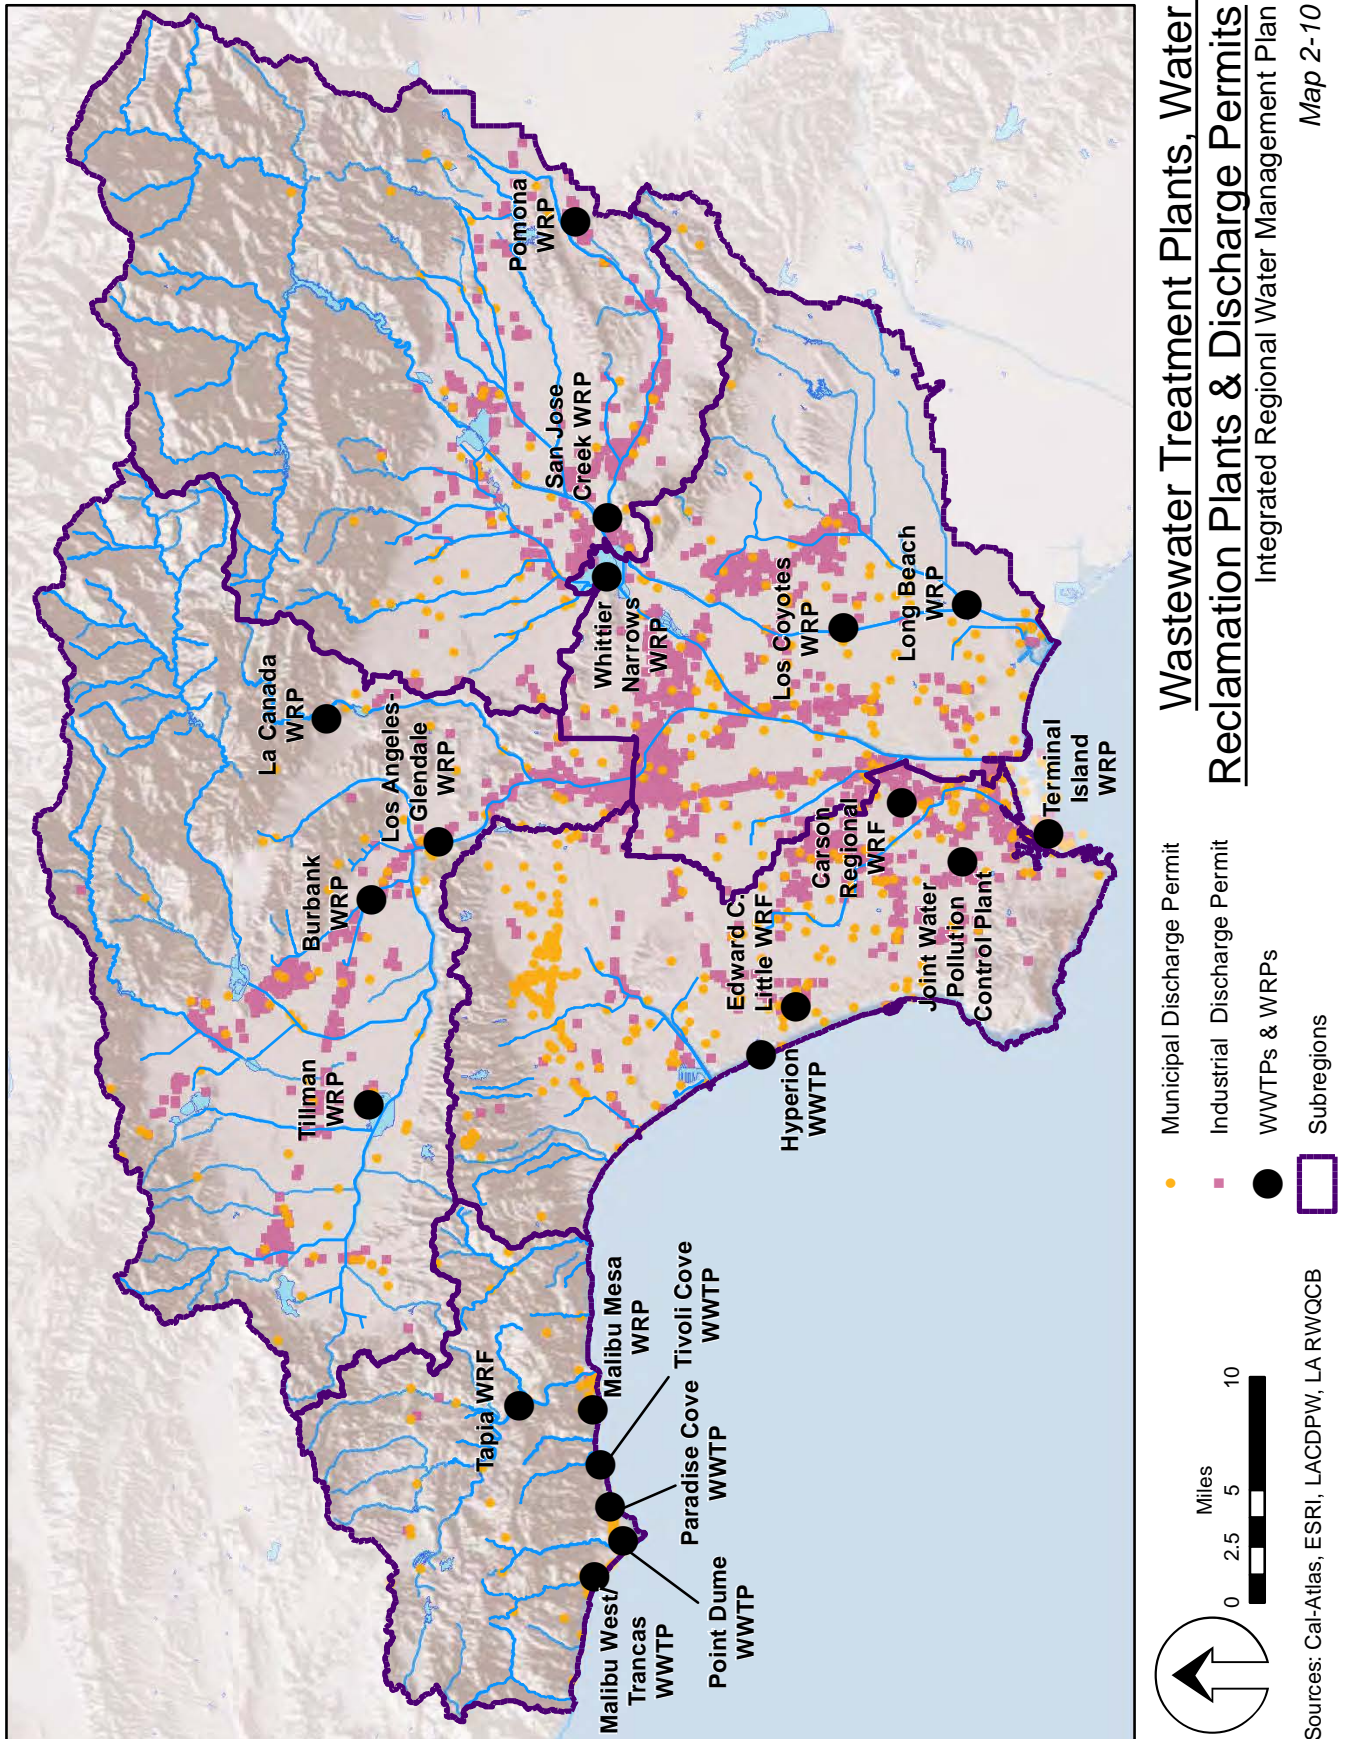 La Canada
WRP
Burbank
WRP
Los Angeles-
Glendale
WRP
Tillman
WRP
Pomona
WRP
San Jose
Creek WRP
Whittier
Narrows
WRP
Tapia WRF
Malibu Mesa
WRP
Tivoli Cove
WWTP
Paradise Cove
WWTP
Point Dume
WWTP
Malibu West/
Trancas
WWTP
Hyperion
WWTP
Edward C.
Little WRF
Los Coyotes
WRP
Carson
Regional
WRF
Long Beach
WRP
Joint Water
Pollution
Control Plant
Terminal
Island
WRP
Miles
0 2.5 5 10
Sources: Cal-Atlas, ESRI, LACDPW, LA RWQCB
Municipal Discharge Permit
Industrial Discharge Permit
WWTPs & WRPs
Subregions
Wastewater Treatment Plants, Water
Reclamation Plants & Discharge Permits
Integrated Regional Water Management Plan
Map 2-10